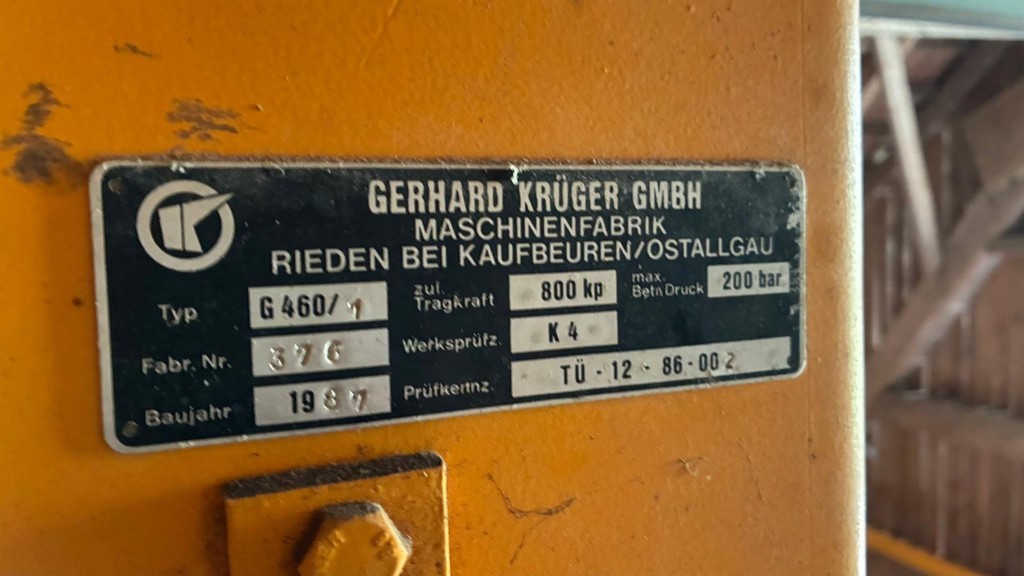 GERHARD KRÜGER GMBH
MASCHINENFABRIK
RIEDEN BEI KAUFBEUREN/OSTALLGAU
Typ G 460/1 zul. Tragkraft 800 kp max. Betr. Druck 200 bar
Fabr. Nr. 376 Werksprüfz. K 4
Baujahr 1987 Prüfkennz. TÜ - 12 - 86-002